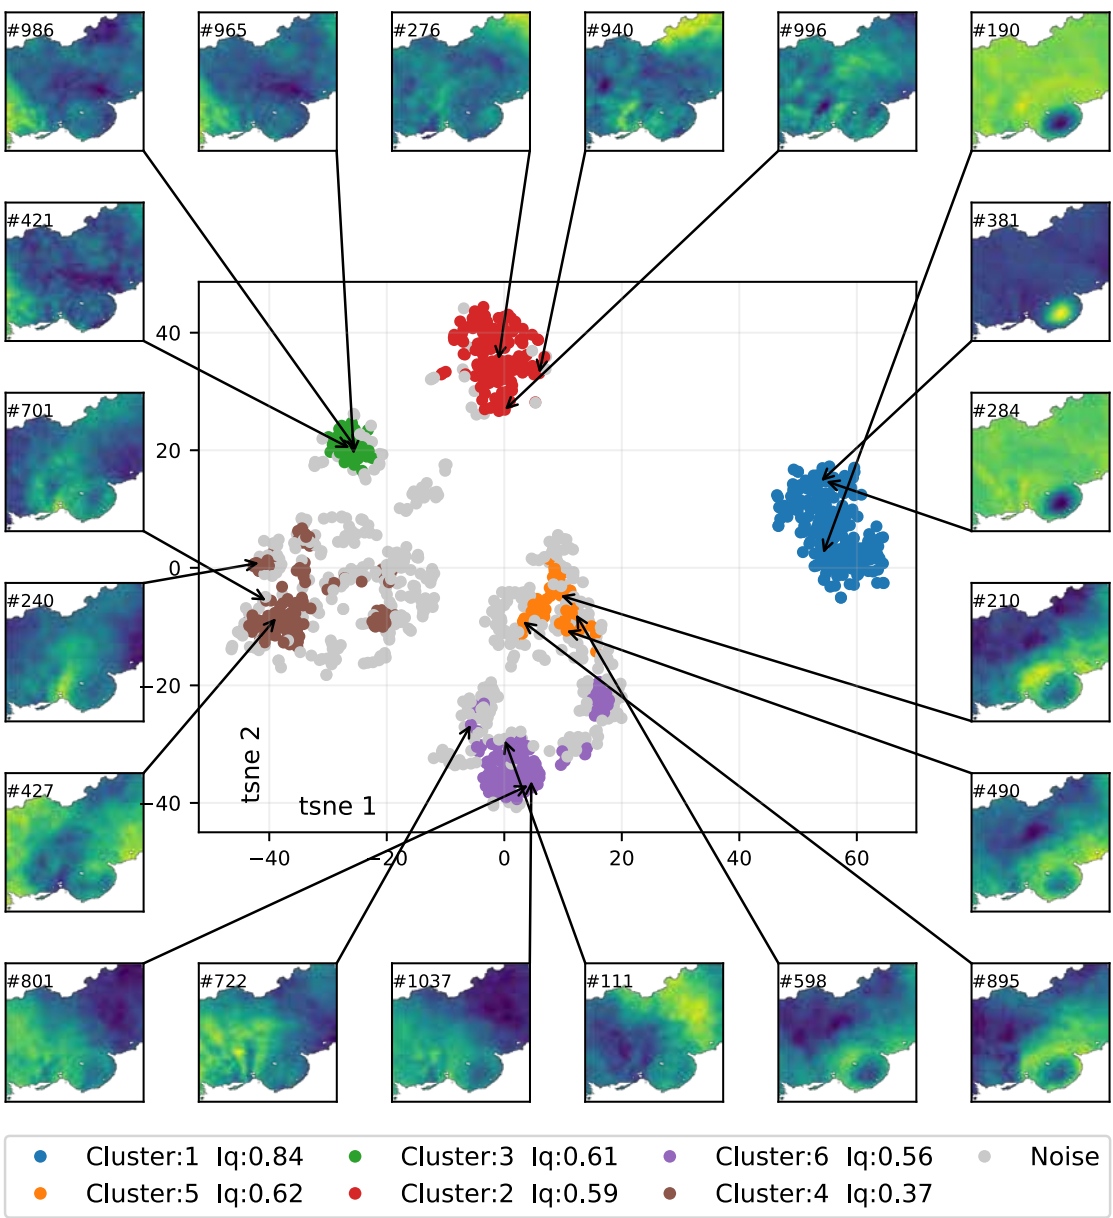 #986 #965 #276 #940 #996 #190
#421 #381
#701 #284
#240 #210
#427 #490
40
20
0
−20
−40
tsne 2
tsne 1
−40 −20 0 20 40 60
#801 #722 #1037 #111 #598 #895
Cluster:1 Iq:0.84 Cluster:3 Iq:0.61 Cluster:6 Iq:0.56 Noise
Cluster:5 Iq:0.62 Cluster:2 Iq:0.59 Cluster:4 Iq:0.37